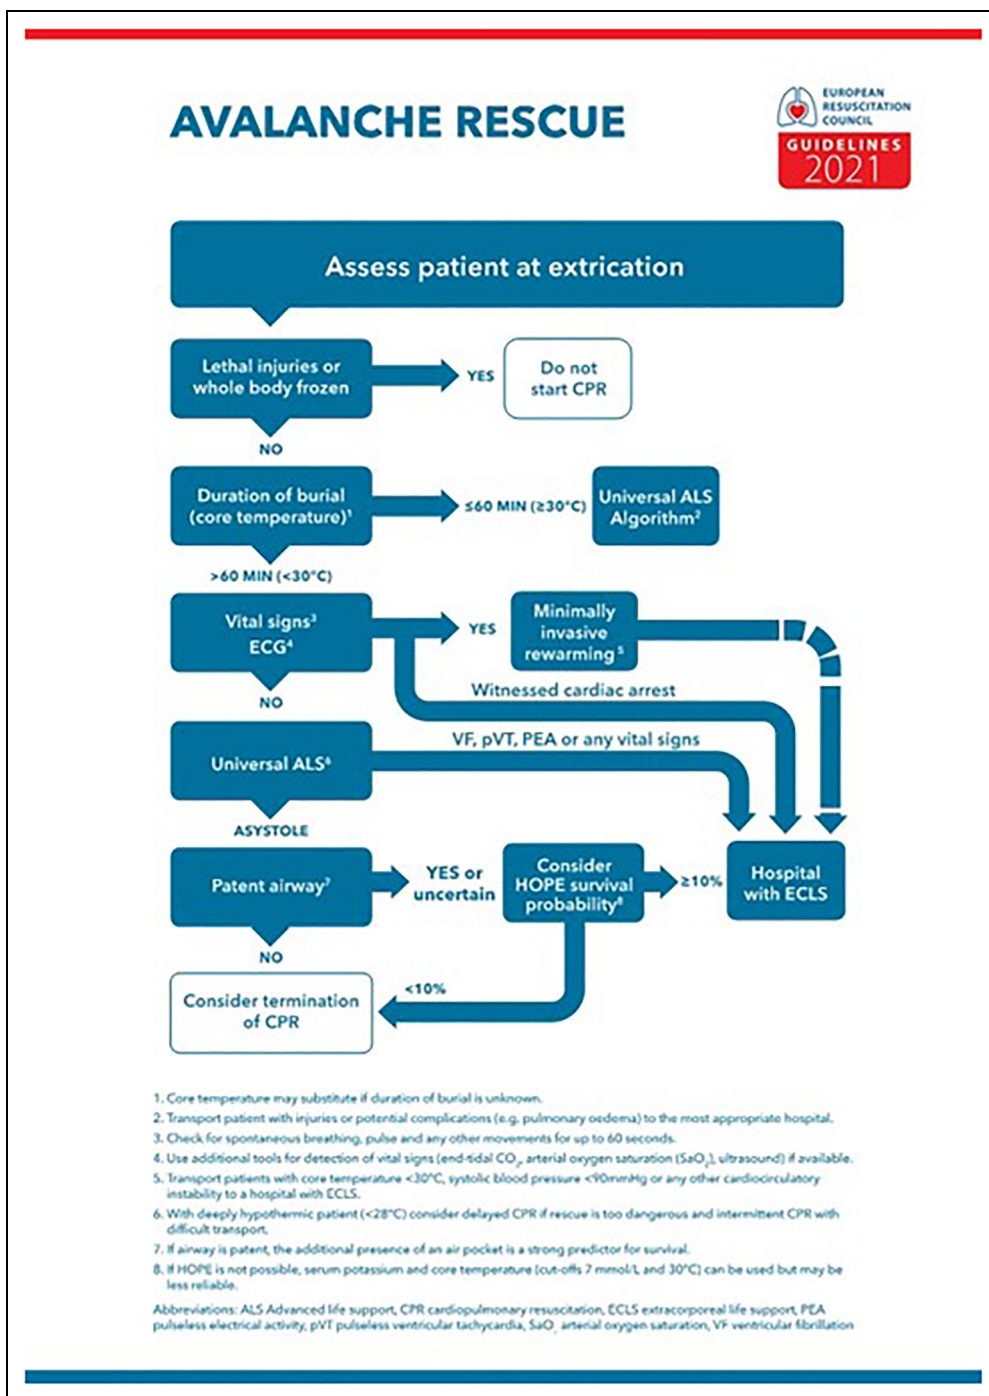 AVALANCHE RESCUE
EUROPEAN
RESUSCITATION
COUNCIL
GUIDELINES
2021
Assess patient at extrication
Lethal injuries or
whole body frozen
YES
Do not
start CPR
NO
Duration of burial
(core temperature)¹
≤60 MIN (≥30°C)
Universal ALS
Algorithm²
>60 MIN (<30°C)
Vital signs³
ECG⁴
YES
Minimally
invasive
rewarming⁵
Witnessed cardiac arrest
NO
Universal ALS⁶
VF, pVT, PEA or any vital signs
ASYSTOLE
Patent airway⁷
YES or
uncertain
Consider
HOPE survival
probability⁸
≥10%
Hospital
with ECLS
NO
<10%
Consider termination
of CPR
1. Core temperature may substitute if duration of burial is unknown.
2. Transport patient with injuries or potential complications (e.g. pulmonary oedema) to the most appropriate hospital.
3. Check for spontaneous breathing, pulse and any other movements for up to 60 seconds.
4. Use additional tools for detection of vital signs (end-tidal CO₂, arterial oxygen saturation (SaO₂), ultrasound) if available.
5. Transport patients with core temperature <30°C, systolic blood pressure <90mmHg or any other cardiocirculatory
instability to a hospital with ECLS.
6. With deeply hypothermic patient (<28°C) consider delayed CPR if rescue is too dangerous and intermittent CPR with
difficult transport.
7. If airway is patent, the additional presence of an air pocket is a strong predictor for survival.
8. If HOPE is not possible, serum potassium and core temperature (cut-offs 7 mmol/L and 30°C) can be used but may be
less reliable.
Abbreviations: ALS Advanced life support, CPR cardiopulmonary resuscitation, ECLS extracorporeal life support, PEA
pulseless electrical activity, pVT pulseless ventricular tachycardia, SaO₂ arterial oxygen saturation, VF ventricular fibrillation